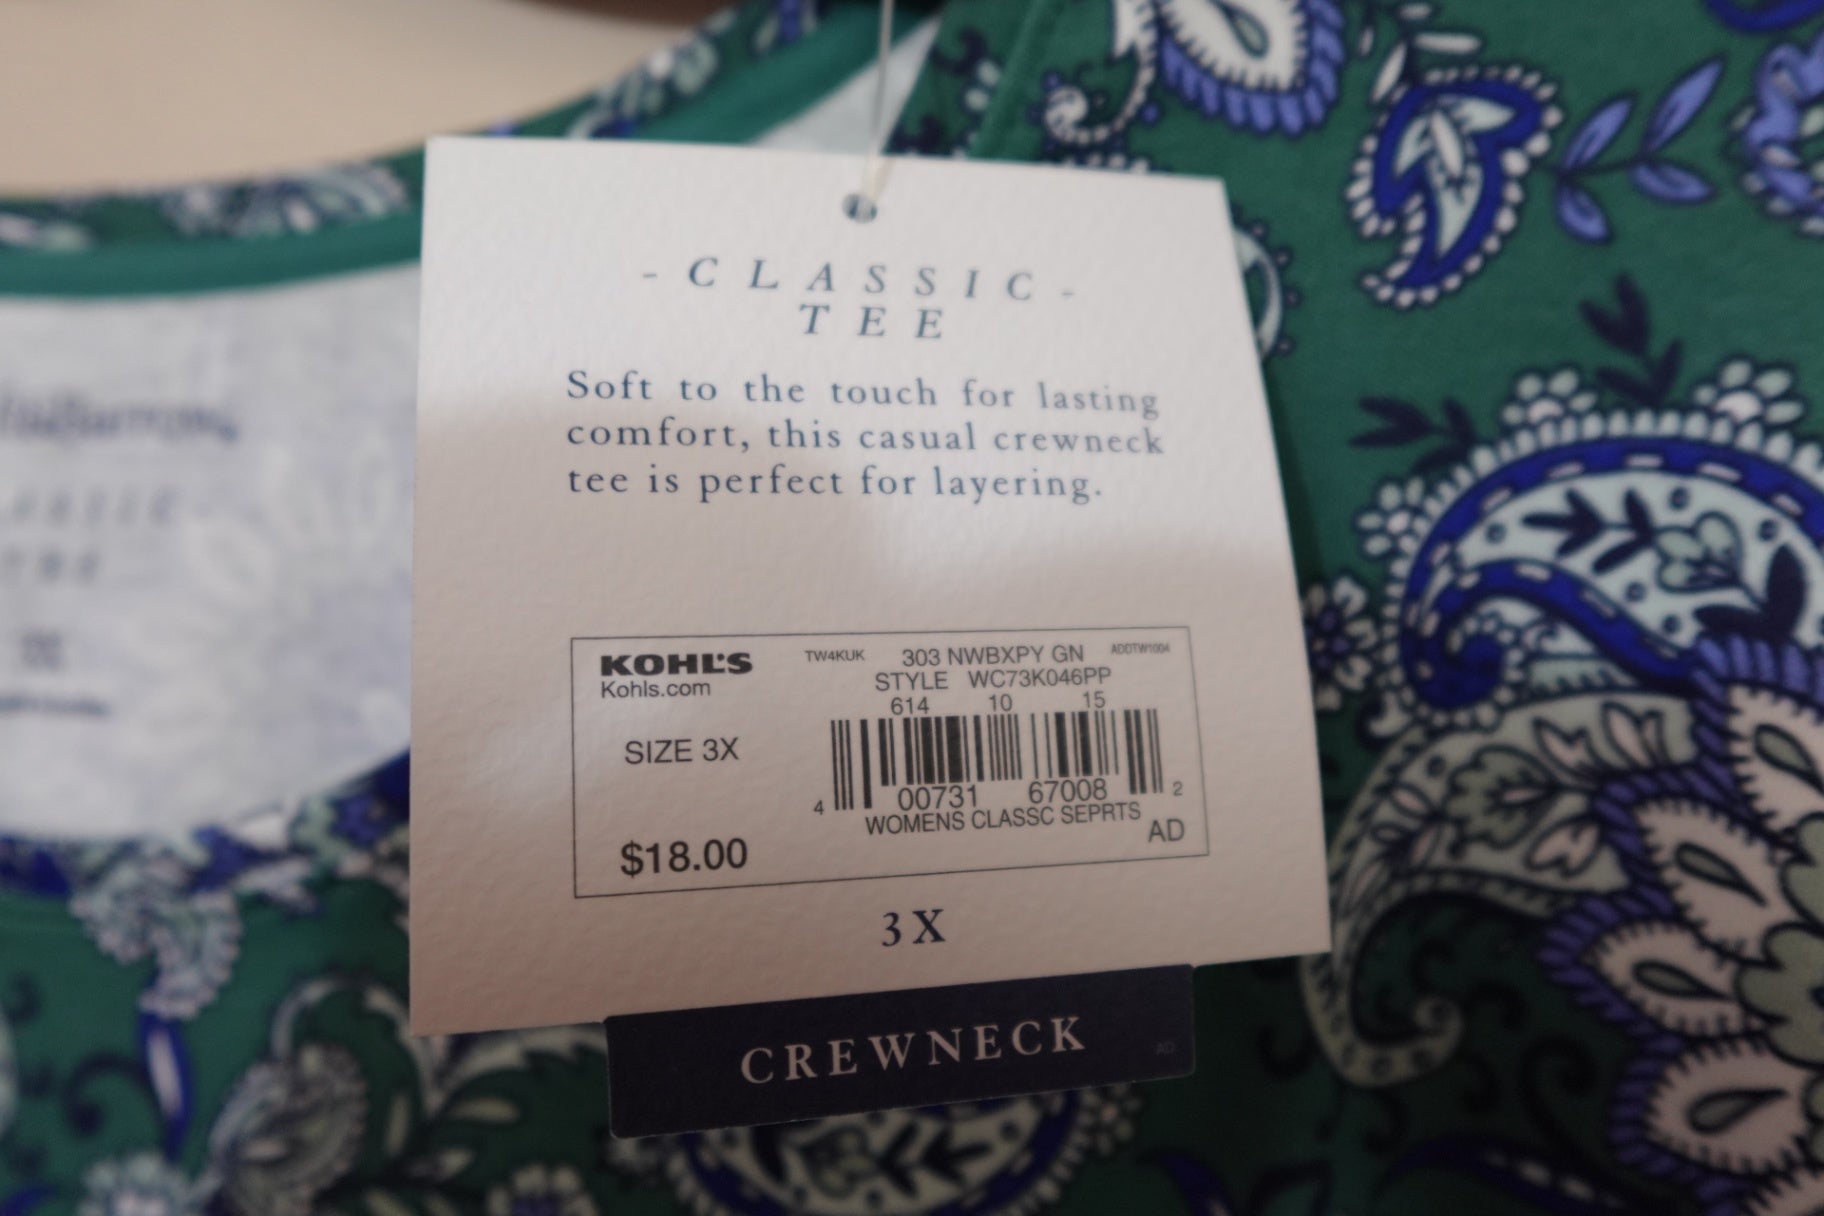 - CLASSIC -
TEE
Soft to the touch for lasting
comfort, this casual crewneck
tee is perfect for layering.
KOHL'S
Kohls.com
TW4KUK 303 NWBXPY GN ADDTW1004
STYLE WC73K046PP
614 10 15
SIZE 3X
4 00731 67008 2
WOMENS CLASSC SEPRTS
AD
$18.00
3X
CREWNECK AD